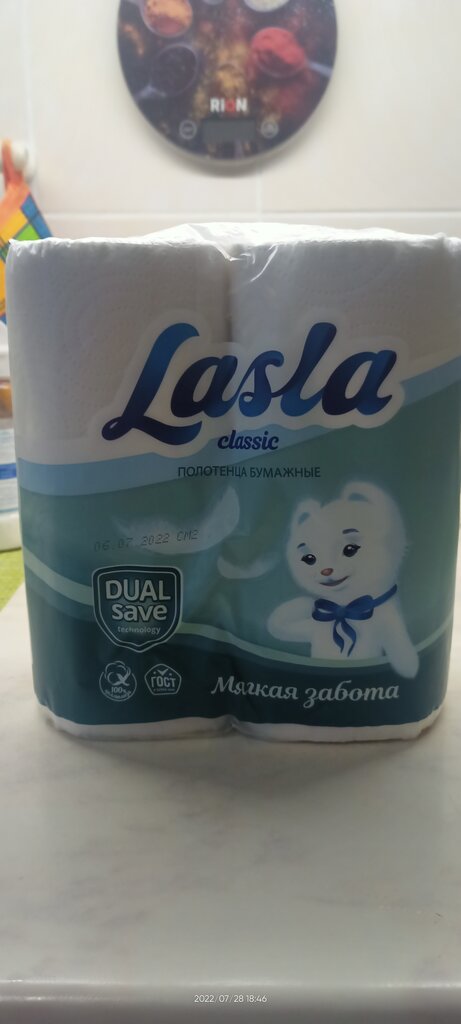 RION
Lasla
classic
ПОЛОТЕНЦА БУМАЖНЫЕ
06.07.2022 СМ2
DUAL
save
technology
100%
ГОСТ
Мягкая забота
2022. 07. 28 18:46